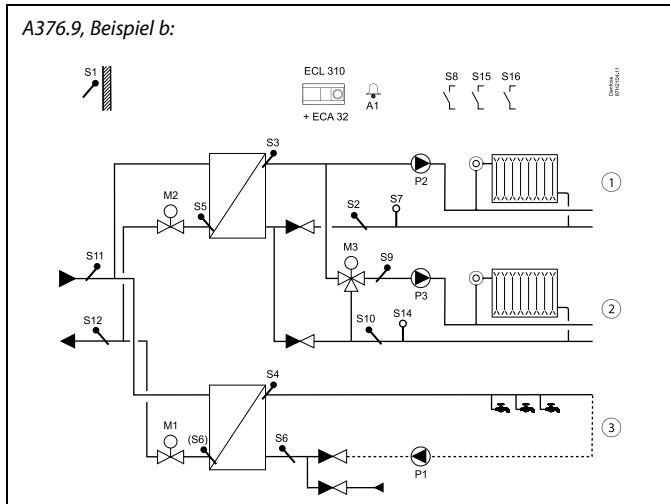 A376.9, Beispiel b:
S1
ECL 310
+ ECA 32
A1
S8 S15 S16
Danfoss
87H2104.11
S3
P2
1
M2
S5
S2
S7
S11
M3
S9
P3
2
S12
S10
S14
S4
M1
(S6)
S6
P1
3